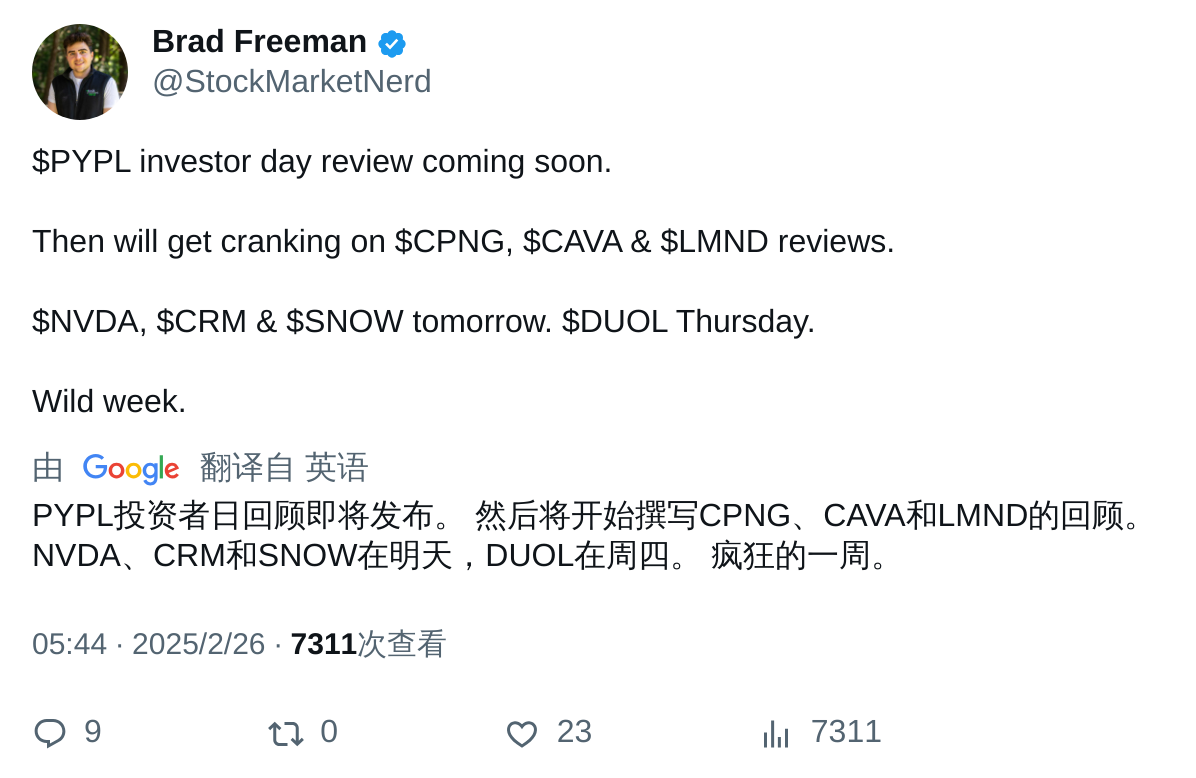 Brad Freeman
@StockMarketNerd
$PYPL investor day review coming soon.
Then will get cranking on $CPNG, $CAVA & $LMND reviews.
$NVDA, $CRM & $SNOW tomorrow. $DUOL Thursday.
Wild week.
由 Google 翻译自 英语
PYPL投资者日回顾即将发布。 然后将开始撰写CPNG、CAVA和LMND的回顾。
NVDA、CRM和SNOW在明天，DUOL在周四。 疯狂的一周。
05:44 · 2025/2/26 · 7311次查看
9 0 23 7311